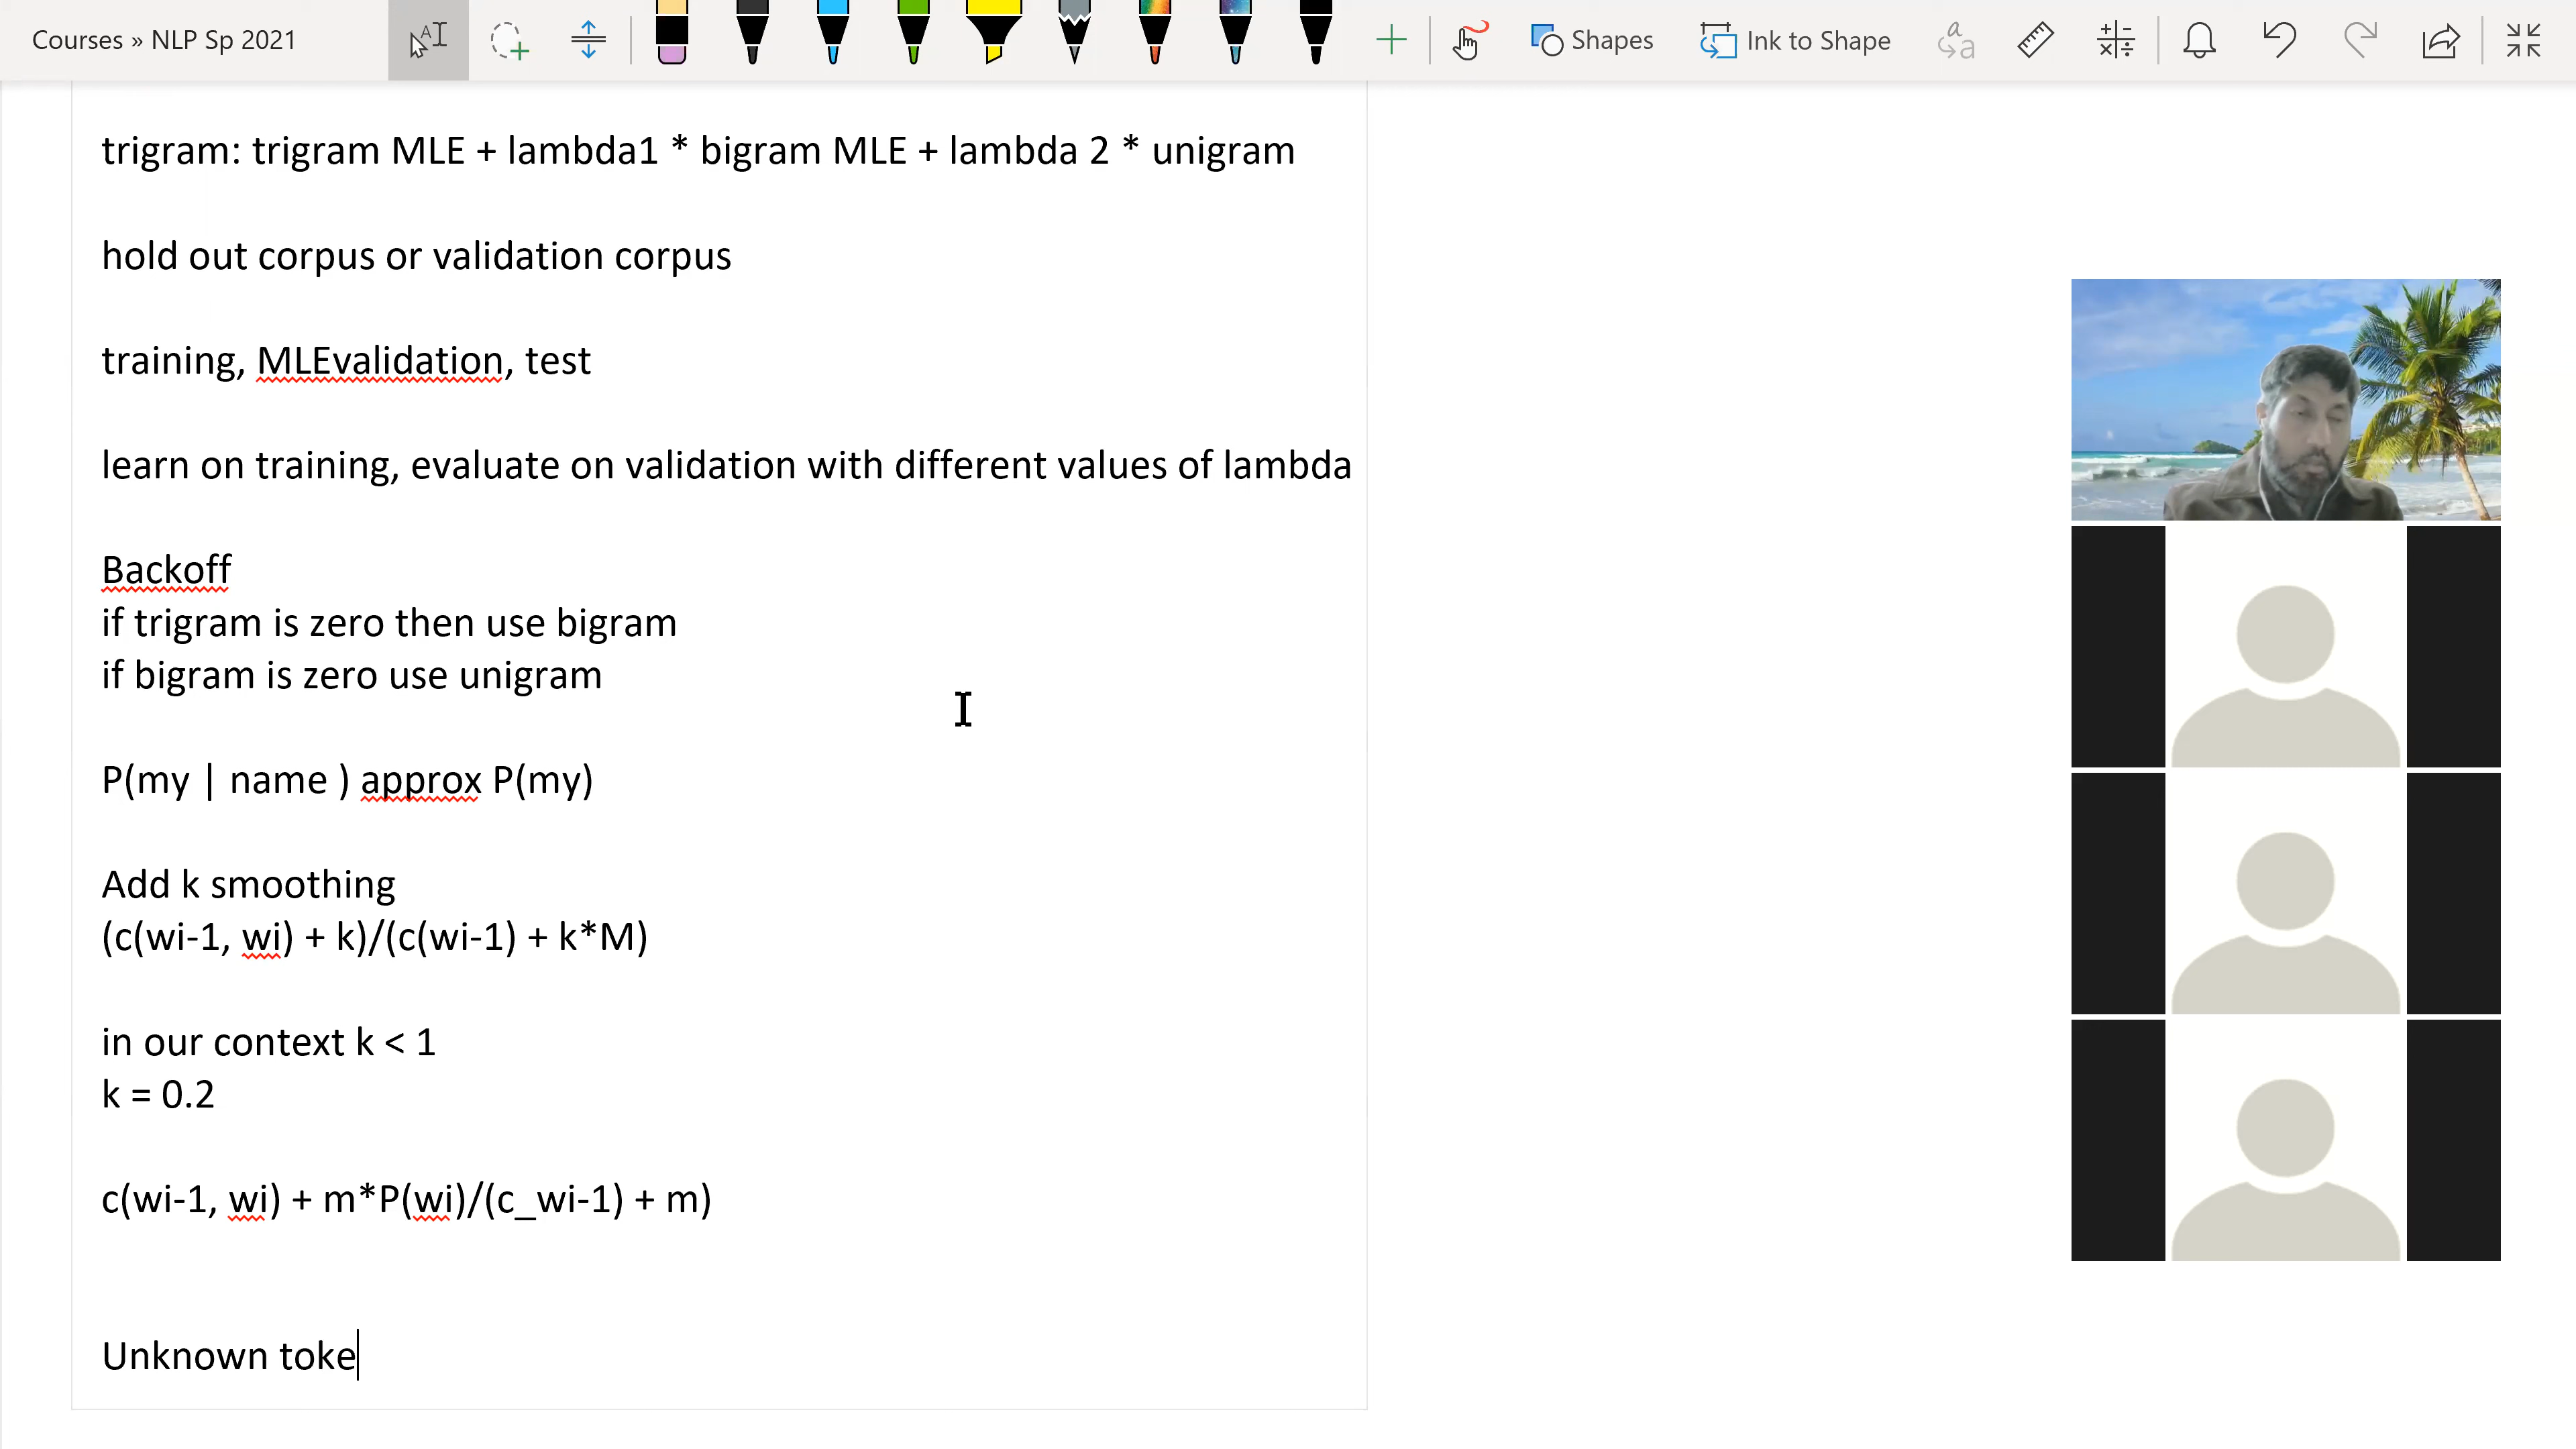 Courses » NLP Sp 2021
Shapes
Ink to Shape
trigram: trigram MLE + lambda1 * bigram MLE + lambda 2 * unigram
hold out corpus or validation corpus
training, MLEvalidation, test
learn on training, evaluate on validation with different values of lambda
Backoff
if trigram is zero then use bigram
if bigram is zero use unigram
P(my | name ) approx P(my)
Add k smoothing
(c(wi-1, wi) + k)/(c(wi-1) + k*M)
in our context k < 1
k = 0.2
c(wi-1, wi) + m*P(wi)/(c_wi-1) + m)
Unknown toke